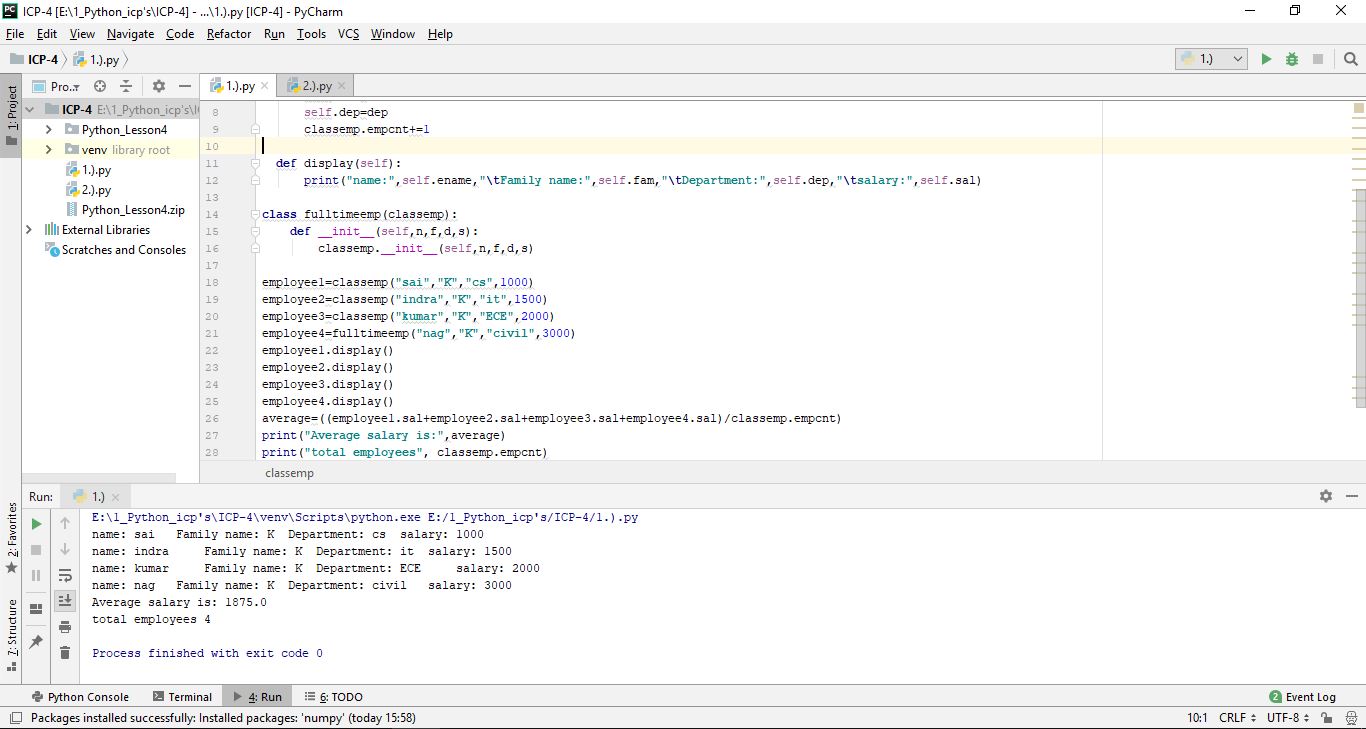 PC ICP-4 [E:\1_Python_icp's\ICP-4] - ...\1.).py [ICP-4] - PyCharm
File Edit View Navigate Code Refactor Run Tools VCS Window Help
ICP-4 1.).py 1.)
1: Project
Pro..
1.).py 2.).py
ICP-4 E:\1_Python_icp's\I
Python_Lesson4
venv library root
1.).py
2.).py
Python_Lesson4.zip
External Libraries
Scratches and Consoles
8 self.dep=dep
9 classemp.empcnt+=1
10
11 def display(self):
12 print("name:",self.ename,"\tFamily name:",self.fam,"\tDepartment:",self.dep,"\tsalary:",self.sal)
13
14 class fulltimeemp(classemp):
15 def __init__(self,n,f,d,s):
16 classemp.__init__(self,n,f,d,s)
17
18 employee1=classemp("sai","K","cs",1000)
19 employee2=classemp("indra","K","it",1500)
20 employee3=classemp("kumar","K","ECE",2000)
21 employee4=fulltimeemp("nag","K","civil",3000)
22 employee1.display()
23 employee2.display()
24 employee3.display()
25 employee4.display()
26 average=((employee1.sal+employee2.sal+employee3.sal+employee4.sal)/classemp.empcnt)
27 print("Average salary is:",average)
28 print("total employees", classemp.empcnt)
classemp
2: Favorites
7: Structure
Run: 1.)
E:\1_Python_icp's\ICP-4\venv\Scripts\python.exe E:/1_Python_icp's/ICP-4/1.).py
name: sai Family name: K Department: cs salary: 1000
name: indra Family name: K Department: it salary: 1500
name: kumar Family name: K Department: ECE salary: 2000
name: nag Family name: K Department: civil salary: 3000
Average salary is: 1875.0
total employees 4
Process finished with exit code 0
Python Console Terminal 4: Run 6: TODO 2 Event Log
Packages installed successfully: Installed packages: 'numpy' (today 15:58) 10:1 CRLF UTF-8